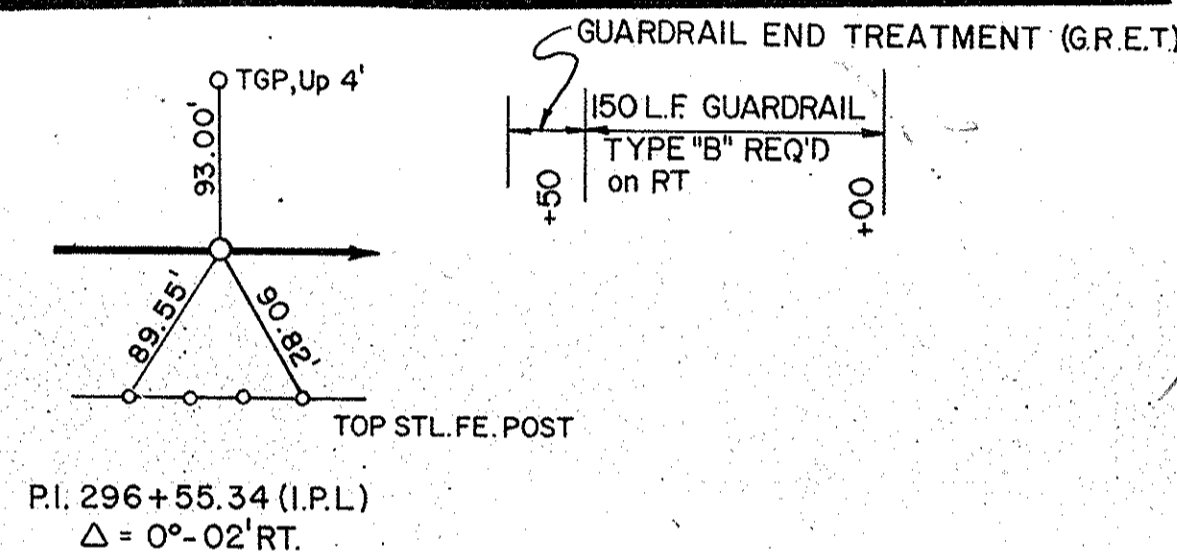 GUARDRAIL END TREATMENT (G.R.E.T.)
TGP, Up 4'
93.00'
150 L.F. GUARDRAIL
TYPE "B" REQ'D
on RT
+50
+00
89.55'
90.82'
TOP STL. FE. POST
P.I. 296+55.34 (I.P.L)
Δ = 0°-02' RT.